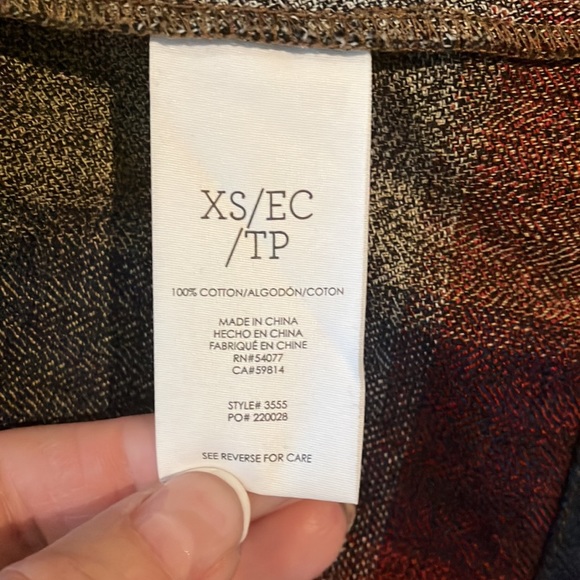 XS/EC
/TP
100% COTTON/ALGODÓN/COTON
MADE IN CHINA
HECHO EN CHINA
FABRIQUÉ EN CHINE
RN#54077
CA#59814
STYLE# 3555
PO# 220028
SEE REVERSE FOR CARE